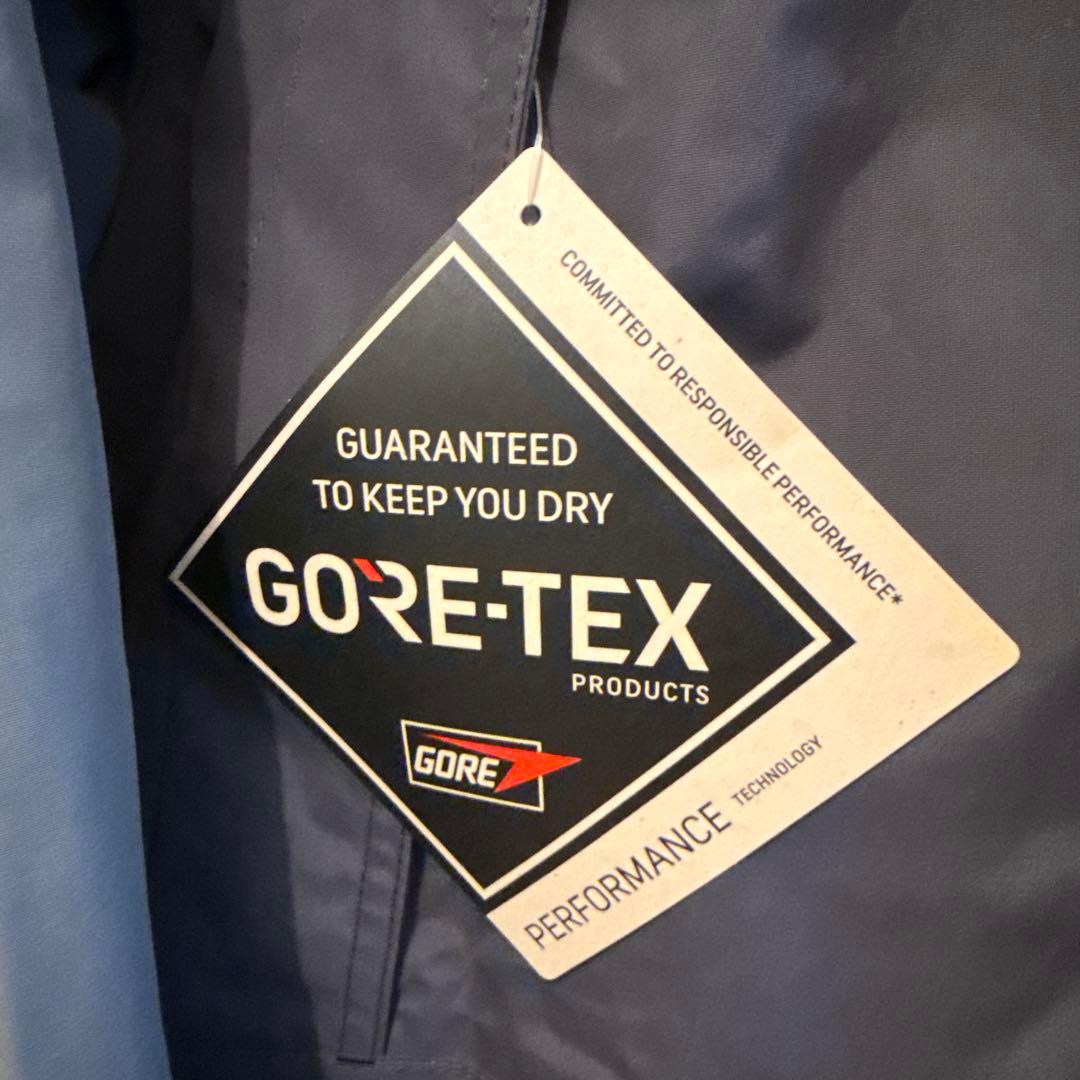 COMMITTED TO RESPONSIBLE PERFORMANCE*
GUARANTEED
TO KEEP YOU DRY
GORE-TEX
PRODUCTS
GORE
PERFORMANCE TECHNOLOGY